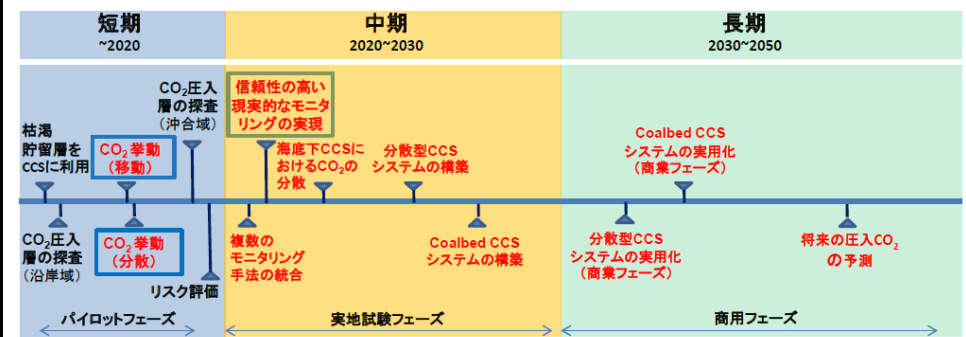 短期
~2020
中期
2020~2030
長期
2030~2050
枯渇
貯留層を
CCSに利用
CO₂挙動
(移動)
CO₂圧入
層の探査
(沖合域)
信頼性の高い
現実的なモニタ
リングの実現
海底下CCSに
おけるCO₂の
分散
分散型CCS
システムの構築
Coalbed CCS
システムの実用化
(商業フェーズ)
CO₂圧入
層の探査
(沿岸域)
CO₂挙動
(分散)
リスク評価
複数の
モニタリング
手法の統合
Coalbed CCS
システムの構築
分散型CCS
システムの実用化
(商業フェーズ)
将来の圧入CO₂
の予測
パイロットフェーズ
実地試験フェーズ
商用フェーズ